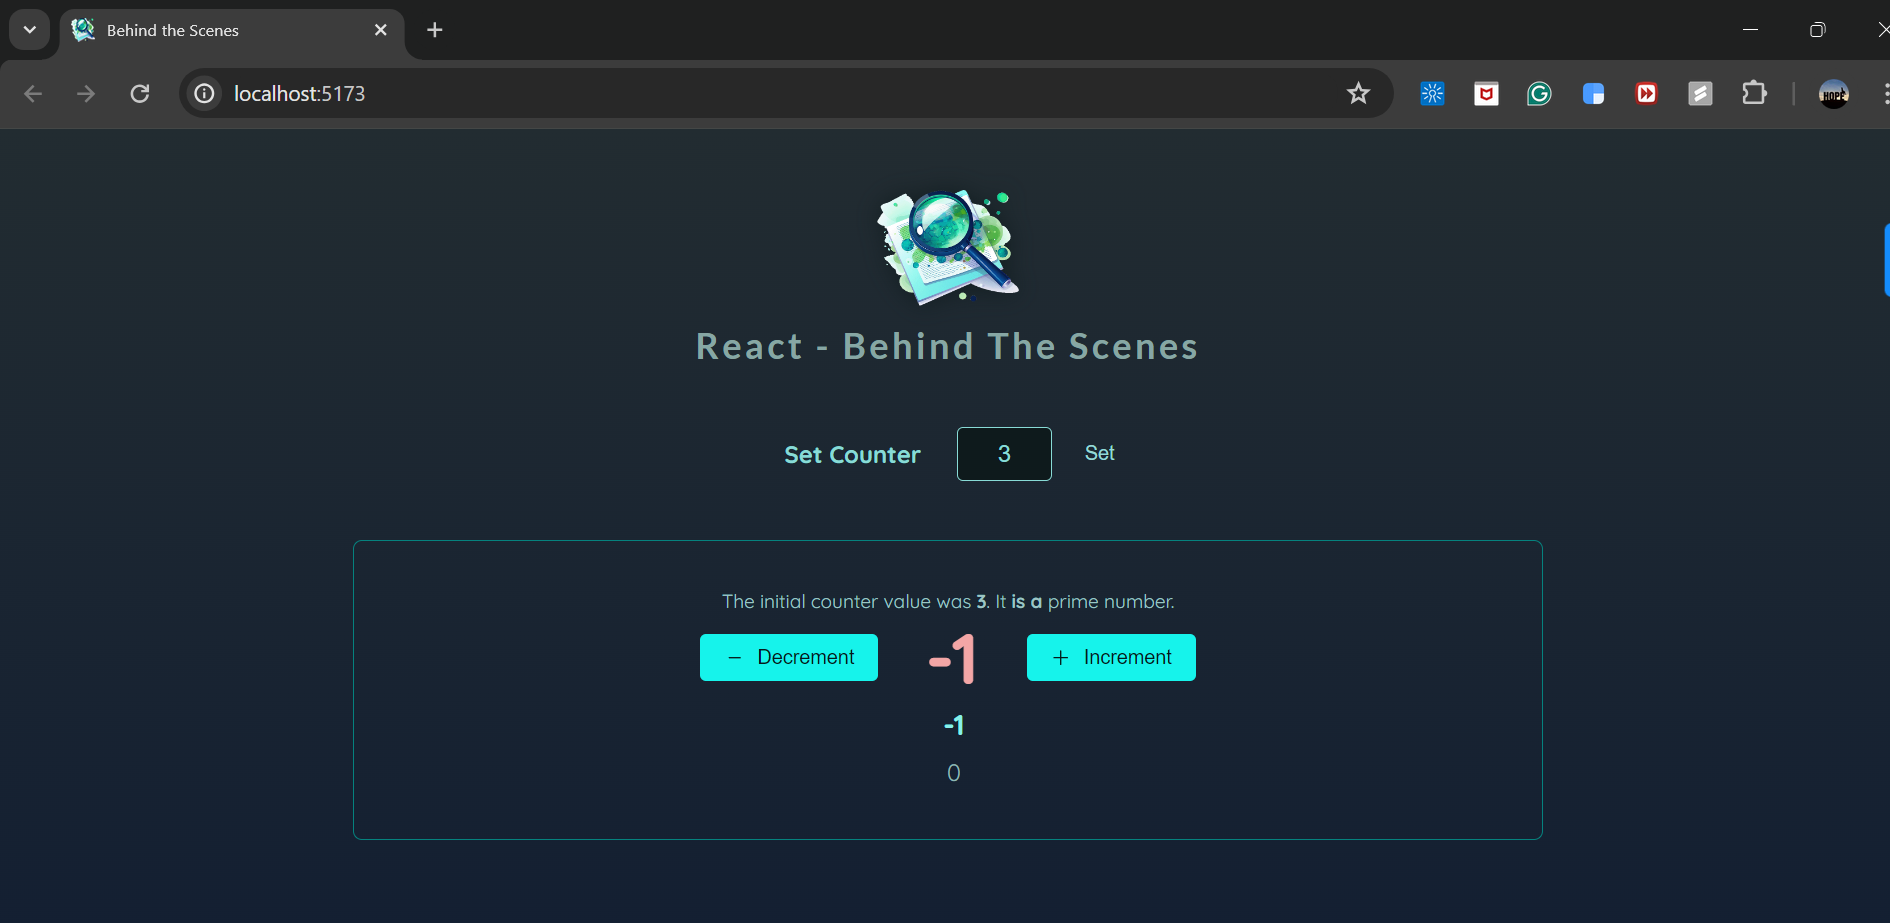 Behind the Scenes
localhost:5173
HOPE
React - Behind The Scenes
Set Counter 3 Set
The initial counter value was 3. It is a prime number.
− Decrement -1 + Increment
-1
0